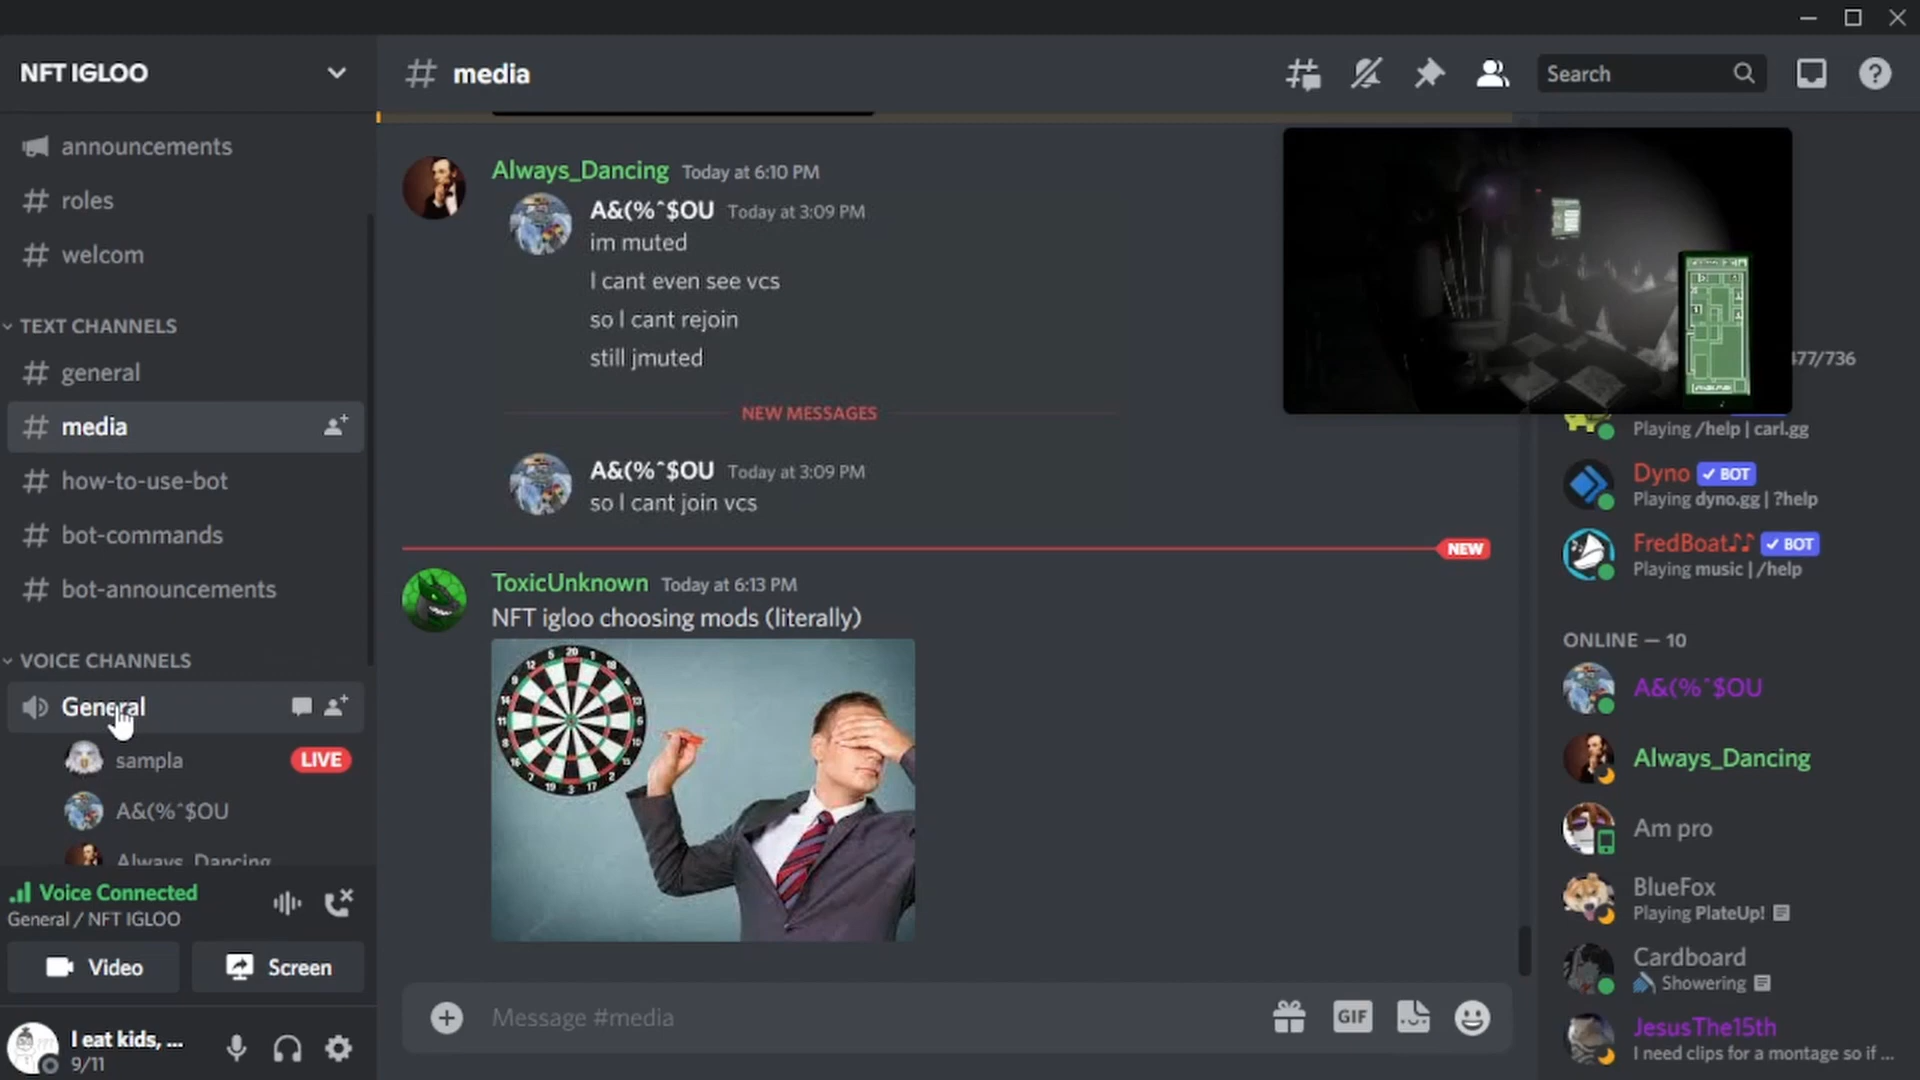 NFT IGLOO
announcements
roles
welcom
TEXT CHANNELS
general
media
how-to-use-bot
bot-commands
bot-announcements
VOICE CHANNELS
General
sampla LIVE
A&(%^$OU
Always_Dancing
Voice Connected
General / NFT IGLOO
Video Screen
I eat kids, ...
9/11
# media
Search
Always_Dancing Today at 6:10 PM
A&(%^$OU Today at 3:09 PM
im muted
I cant even see vcs
so I cant rejoin
still jmuted
NEW MESSAGES
A&(%^$OU Today at 3:09 PM
so I cant join vcs
NEW
ToxicUnknown Today at 6:13 PM
NFT igloo choosing mods (literally)
Message #media
GIF
477/736
Playing /help | carl.gg
Dyno ✓ BOT
Playing dyno.gg | ?help
FredBoat♪♪ ✓ BOT
Playing music | /help
ONLINE — 10
A&(%^$OU
Always_Dancing
Am pro
BlueFox
Playing PlateUp!
Cardboard
Showering
JesusThe15th
I need clips for a montage so if ...